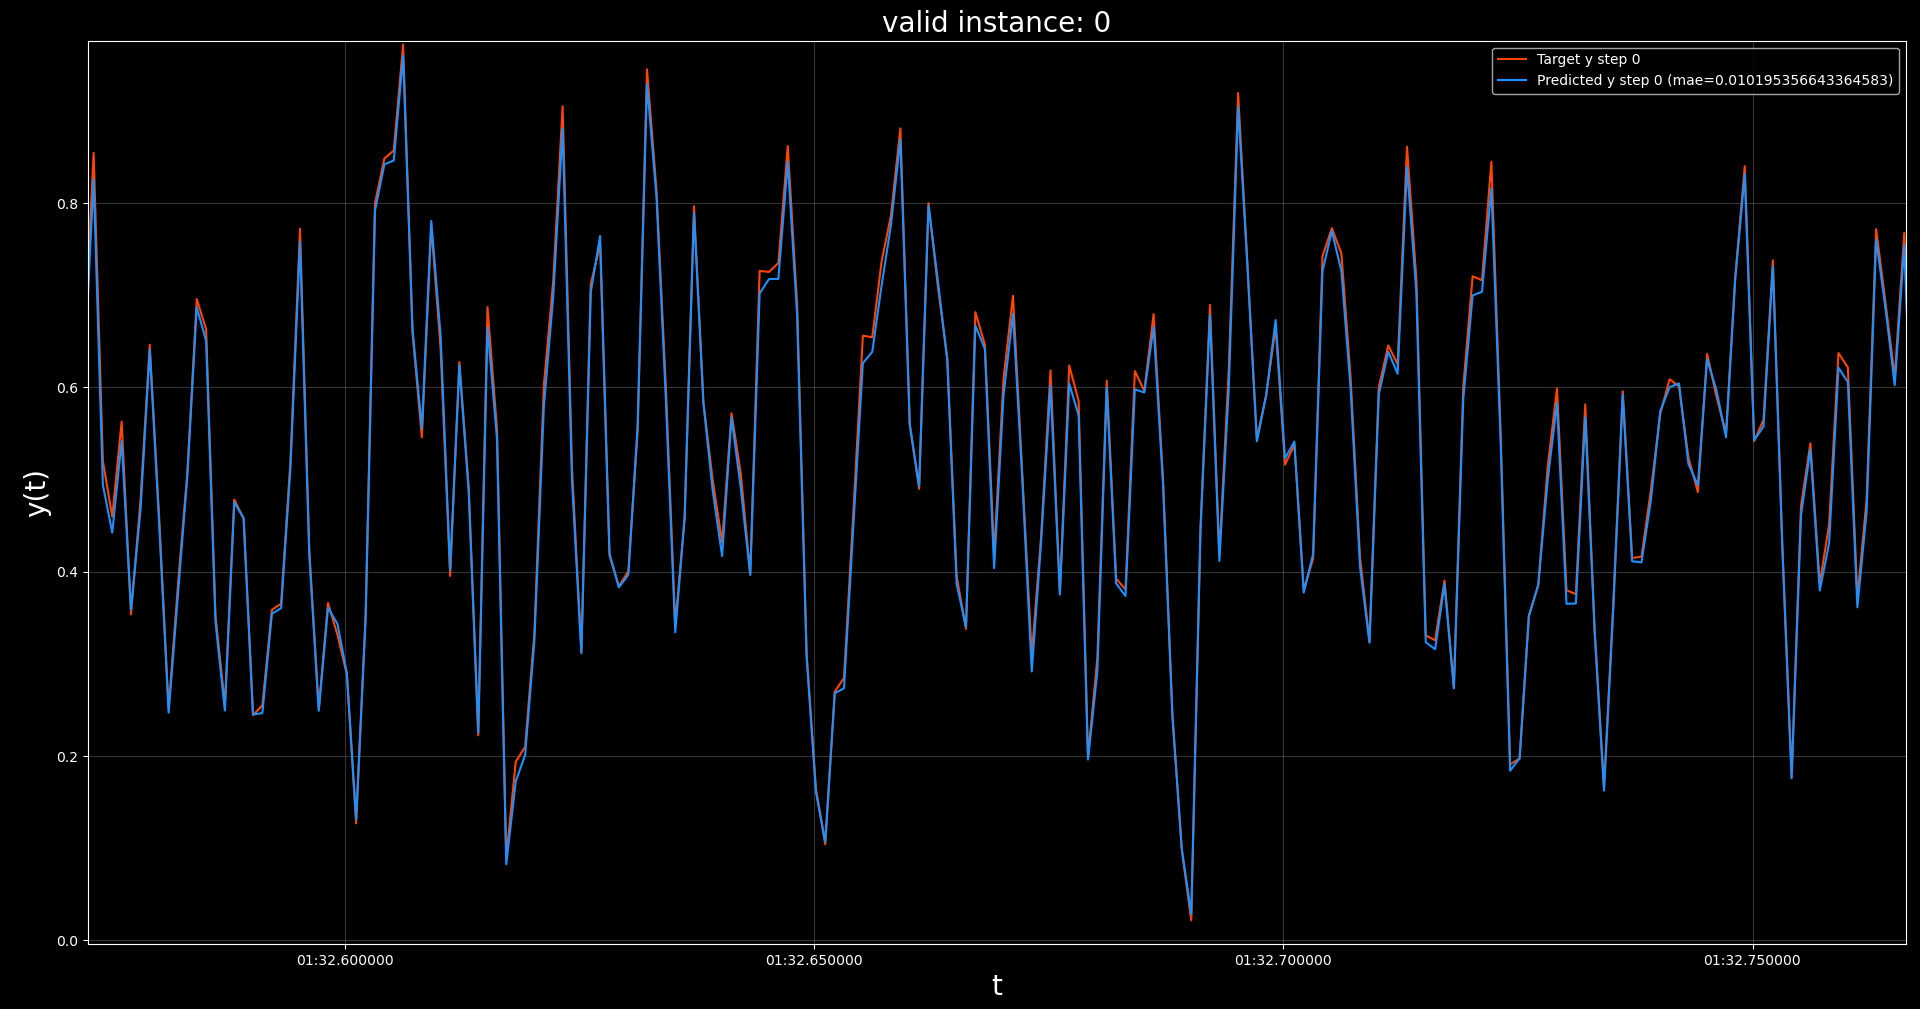 valid instance: 0
Target y step 0
Predicted y step 0 (mae=0.010195356643364583)
y(t)
0.8
0.6
0.4
0.2
0.0
01:32.600000
01:32.650000
01:32.700000
01:32.750000
t